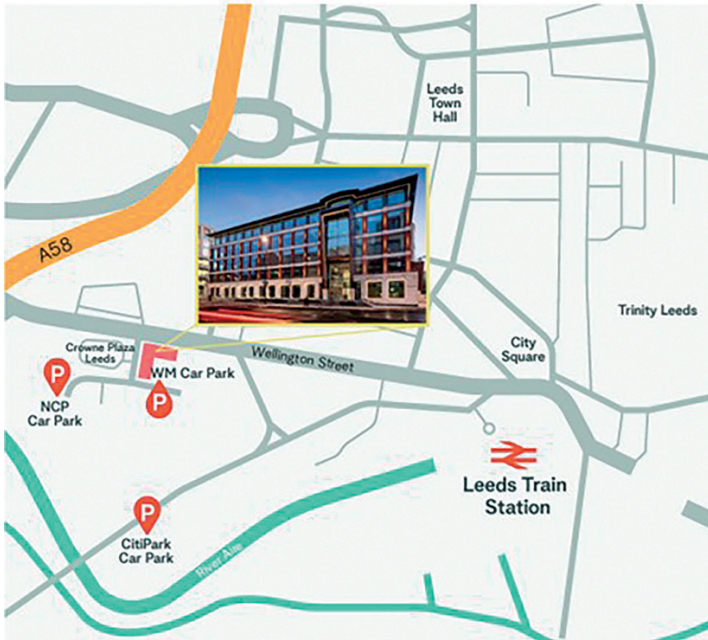 Leeds
Town
Hall
A58
Trinity Leeds
City
Square
Wellington Street
Crowne Plaza
Leeds
WM Car Park
P
P
NCP
Car Park
Leeds Train
Station
P
CitiPark
Car Park
River Aire